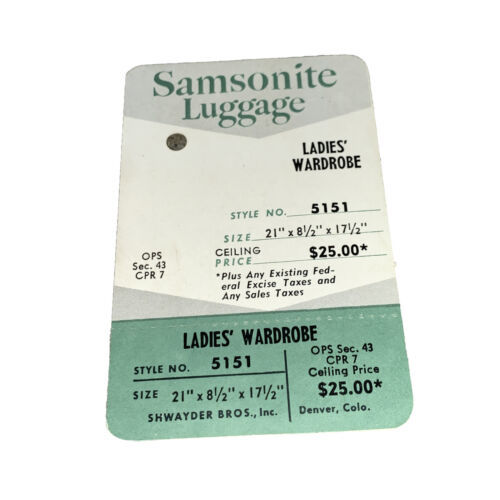 Samsonite
Luggage
LADIES'
WARDROBE
STYLE NO. 5151
SIZE 21" x 8½" x 17½"
CEILING
PRICE $25.00*
OPS
Sec. 43
CPR 7
*Plus Any Existing Fed-
eral Excise Taxes and
Any Sales Taxes
LADIES' WARDROBE
STYLE NO. 5151
SIZE 21" x 8½" x 17½"
SHWAYDER BROS., Inc.
OPS Sec. 43
CPR 7
Ceiling Price
$25.00*
Denver, Colo.